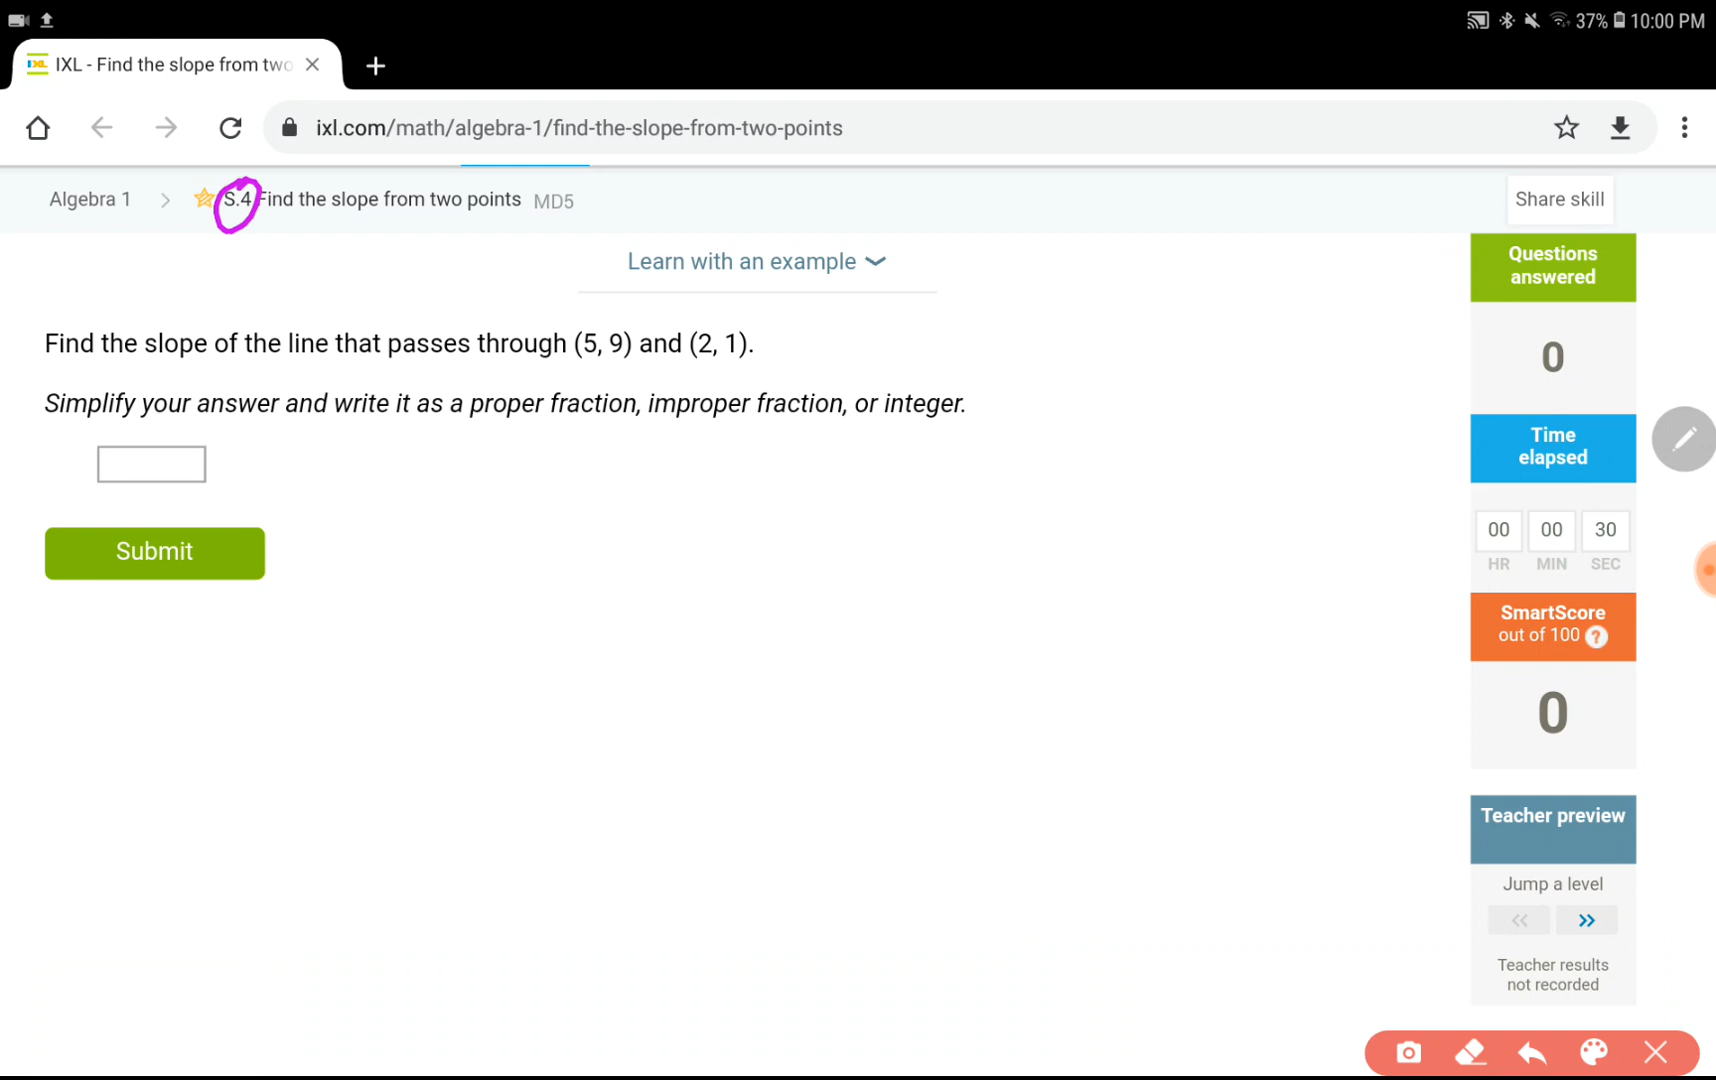 37% 10:00 PM
IXL - Find the slope from two
ixl.com/math/algebra-1/find-the-slope-from-two-points
Algebra 1 > S.4 Find the slope from two points MD5
Share skill
Learn with an example
Find the slope of the line that passes through (5, 9) and (2, 1).
Simplify your answer and write it as a proper fraction, improper fraction, or integer.
Submit
Questions
answered
0
Time
elapsed
00 00 30
HR MIN SEC
SmartScore
out of 100 ?
0
Teacher preview
Jump a level
Teacher results
not recorded